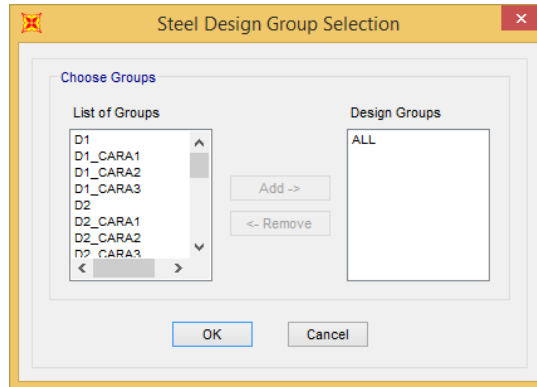 Steel Design Group Selection
Choose Groups
List of Groups
D1
D1_CARA1
D1_CARA2
D1_CARA3
D2
D2_CARA1
D2_CARA2
D2_CARA3
Design Groups
ALL
Add ->
<- Remove
OK
Cancel